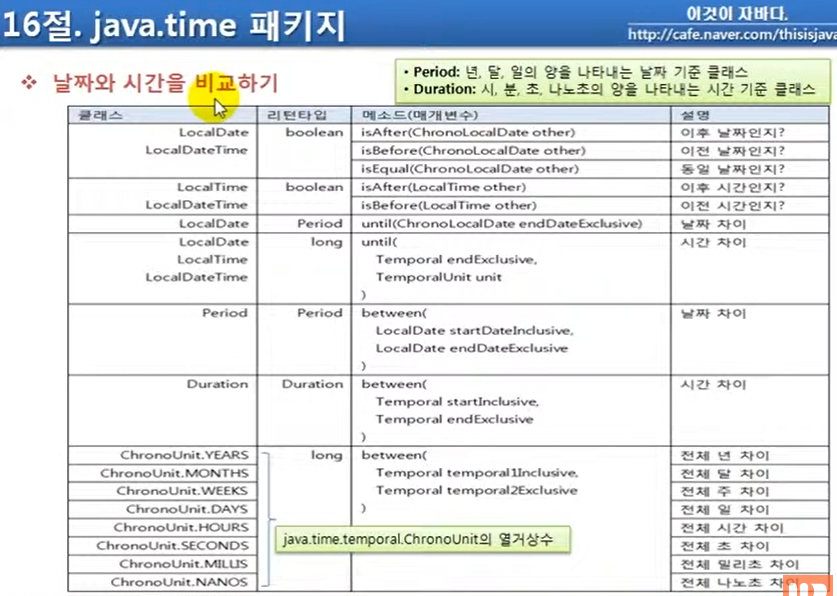 16절. java.time 패키지
이것이 자바다.
http://cafe.naver.com/thisisjava
❖ 날짜와 시간을 비교하기
• Period: 년, 달, 일의 양을 나타내는 날짜 기준 클래스
• Duration: 시, 분, 초, 나노초의 양을 나타내는 시간 기준 클래스
클래스 리턴타입 메소드(매개변수) 설명
LocalDate boolean isAfter(ChronoLocalDate other) 이후 날짜인지?
LocalDateTime isBefore(ChronoLocalDate other) 이전 날짜인지?
isEqual(ChronoLocalDate other) 동일 날짜인지?
LocalTime boolean isAfter(LocalTime other) 이후 시간인지?
LocalDateTime isBefore(LocalTime other) 이전 시간인지?
LocalDate Period until(ChronoLocalDate endDateExclusive) 날짜 차이
LocalDate long until( 시간 차이
LocalTime Temporal endExclusive,
LocalDateTime TemporalUnit unit
)
Period Period between( 날짜 차이
LocalDate startDateInclusive,
LocalDate endDateExclusive
)
Duration Duration between( 시간 차이
Temporal startInclusive,
Temporal endExclusive
)
ChronoUnit.YEARS long between( 전체 년 차이
ChronoUnit.MONTHS Temporal temporal1Inclusive, 전체 달 차이
ChronoUnit.WEEKS Temporal temporal2Exclusive 전체 주 차이
ChronoUnit.DAYS ) 전체 일 차이
ChronoUnit.HOURS 전체 시간 차이
java.time.temporal.ChronoUnit의 열거상수
ChronoUnit.SECONDS 전체 초 차이
ChronoUnit.MILLIS 전체 밀리초 차이
ChronoUnit.NANOS 전체 나노초 차이